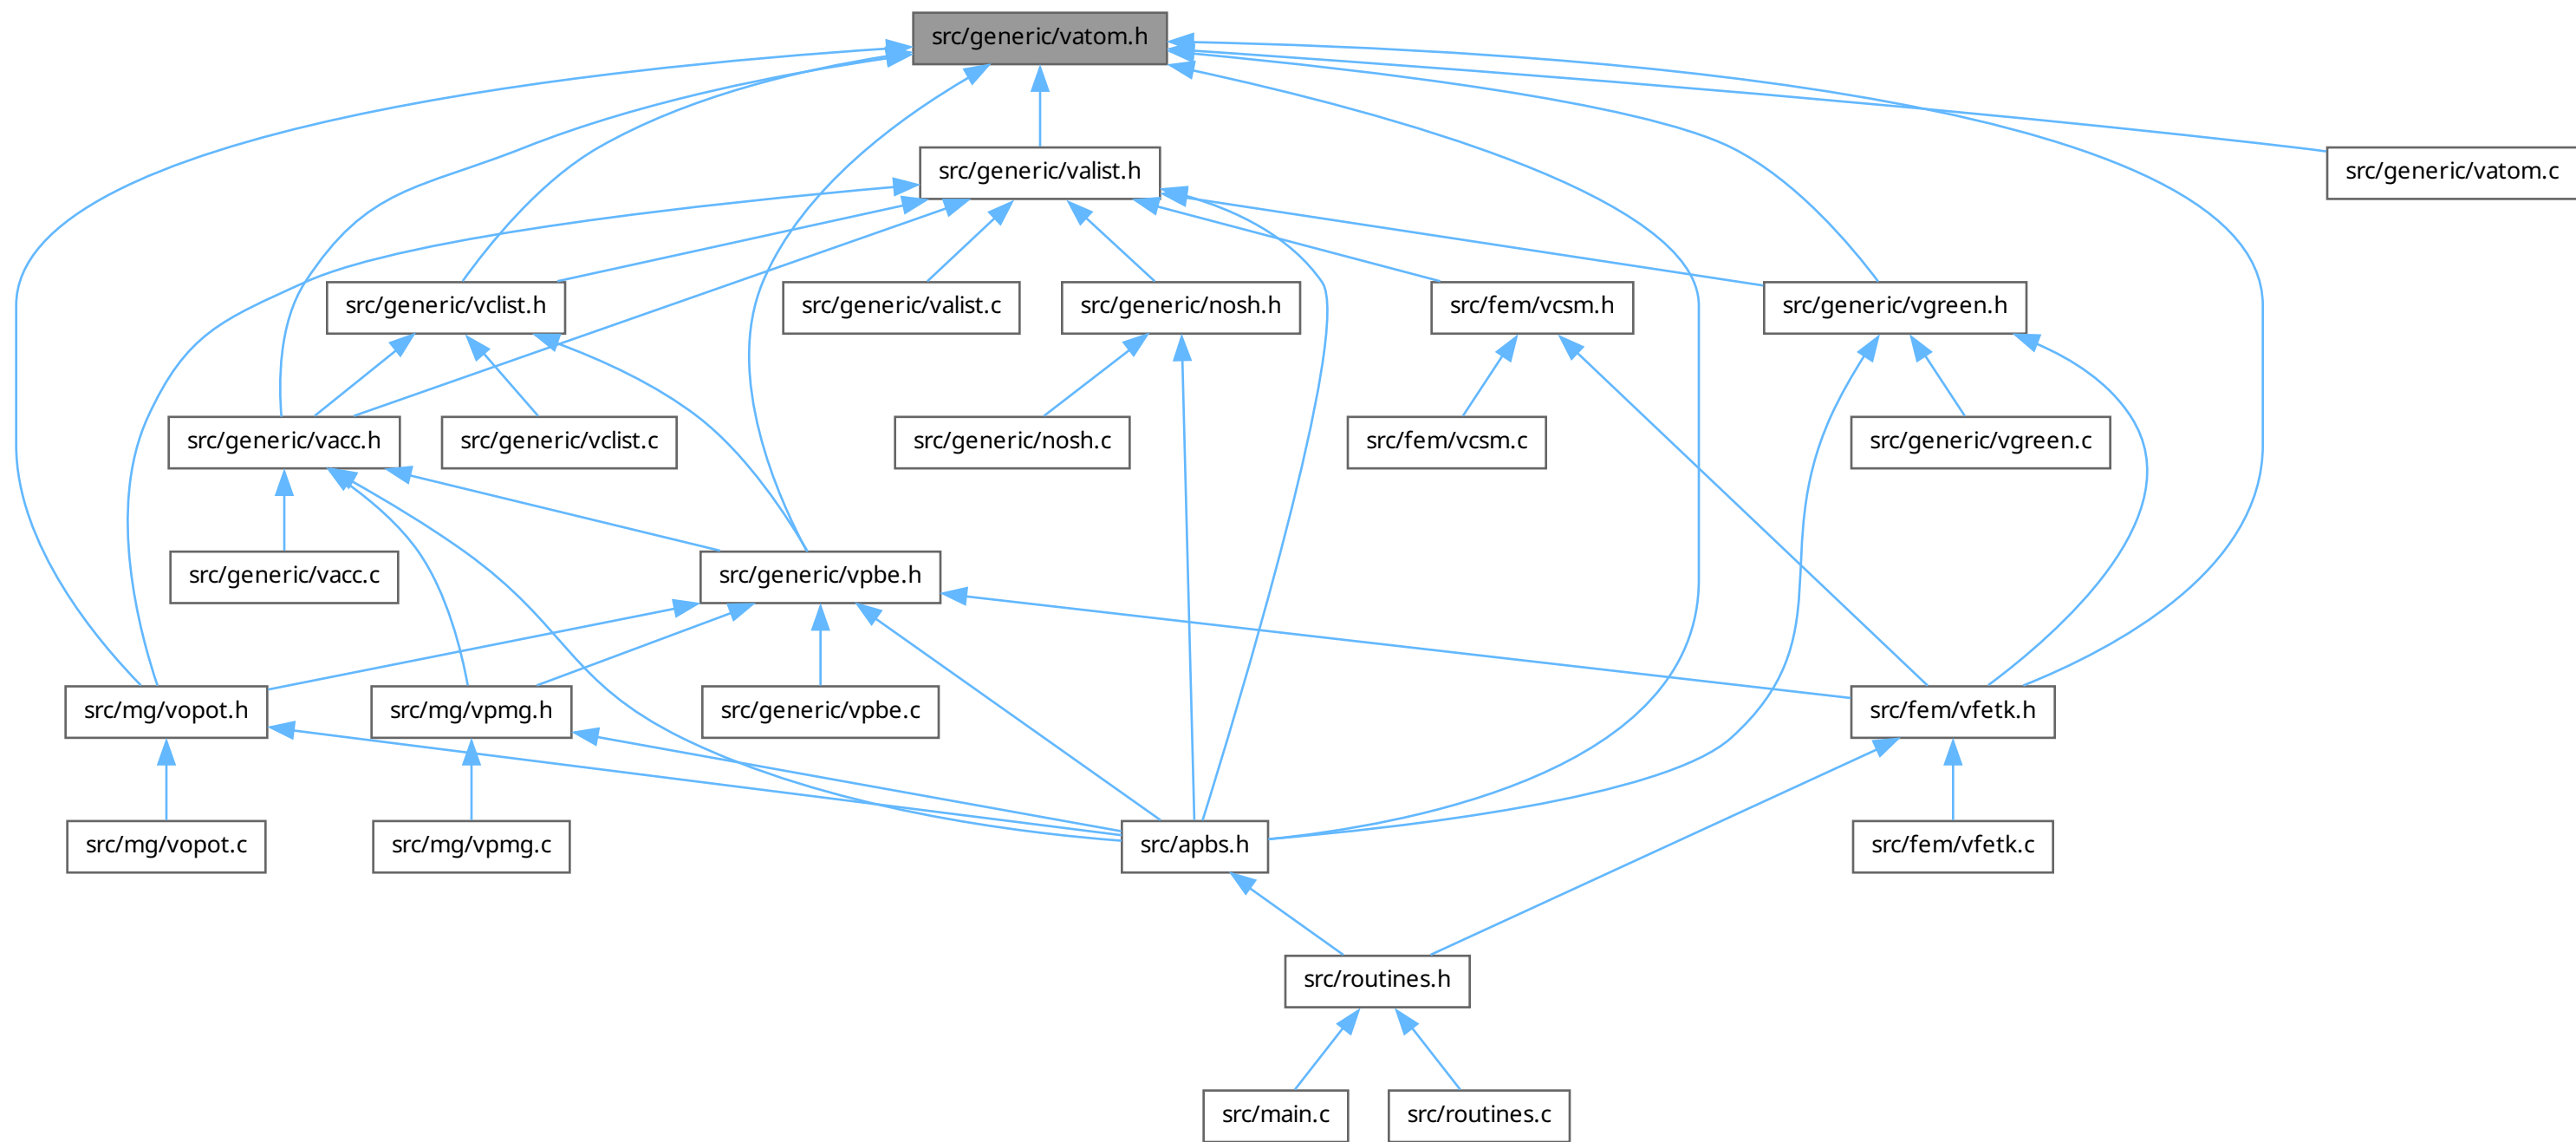 src/generic/vatom.h
src/generic/valist.h
src/generic/vatom.c
src/generic/vclist.h
src/generic/valist.c
src/generic/nosh.h
src/fem/vcsm.h
src/generic/vgreen.h
src/generic/vacc.h
src/generic/vclist.c
src/generic/nosh.c
src/fem/vcsm.c
src/generic/vgreen.c
src/generic/vacc.c
src/generic/vpbe.h
src/mg/vopot.h
src/mg/vpmg.h
src/generic/vpbe.c
src/fem/vfetk.h
src/mg/vopot.c
src/mg/vpmg.c
src/apbs.h
src/fem/vfetk.c
src/routines.h
src/main.c
src/routines.c